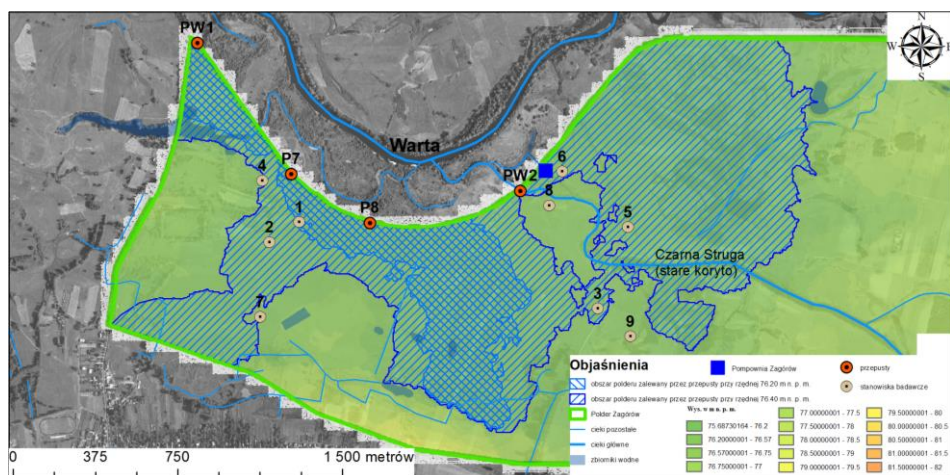 PW1
N
W
S
Warta
P7
4
PW2
6
8
P8
1
2
5
Czarna Struga
(stare koryto)
3
7
9
Objaśnienia
Pompownia Zagórów
przepusty
obszar polderu zalewany przez przepusty przy rzędnej 76.20 m n. p. m.
stanowiska badawcze
obszar polderu zalewany przez przepusty przy rzędnej 76.40 m n. p. m.
Polder Zagórów
Wys. w m n. p. m.
cieki pozostałe
cieki główne
zbiorniki wodne
75.68730164 - 76.2
76.20000001 - 76.57
76.57000001 - 76.75
76.75000001 - 77
77.00000001 - 77.5
77.50000001 - 78
78.00000001 - 78.5
78.50000001 - 79
79.00000001 - 79.5
79.50000001 - 80
80.00000001 - 80.5
80.50000001 - 81
81.00000001 - 81.5
81.50000001 - 82
0 375 750 1 500 metrów